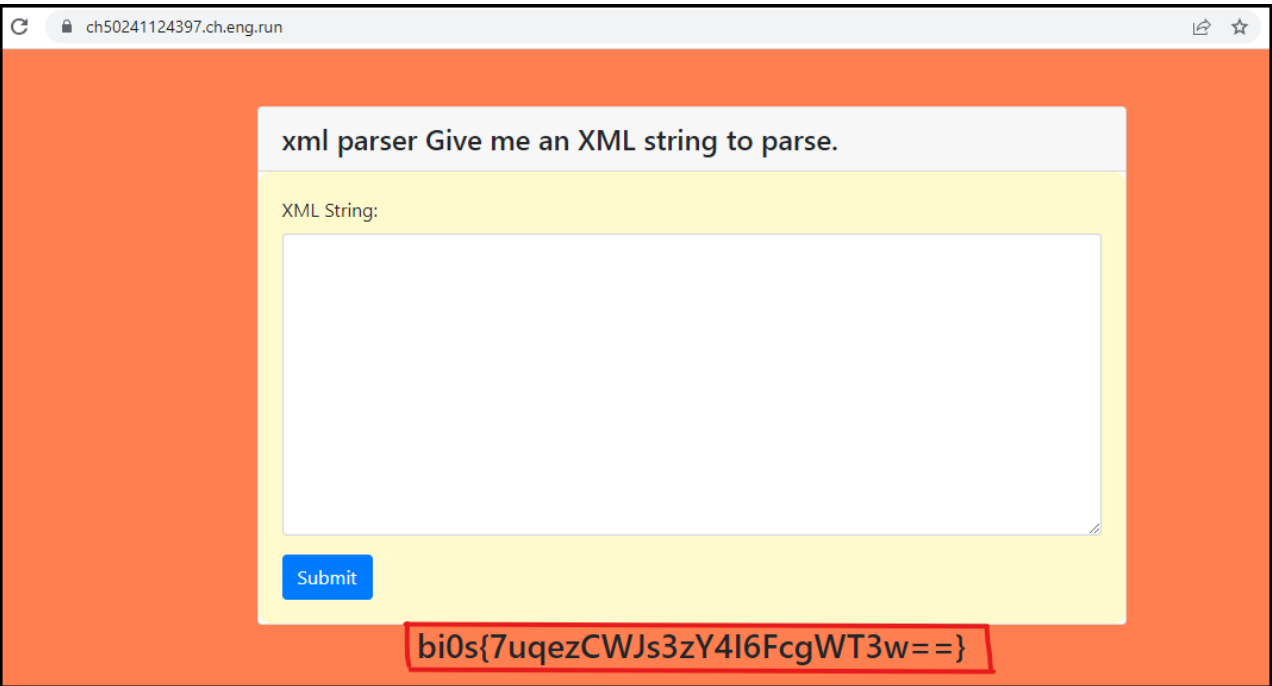 ch50241124397.ch.eng.run
xml parser Give me an XML string to parse.
XML String:
Submit
bi0s{7uqezCWJs3zY4I6FcgWT3w==}